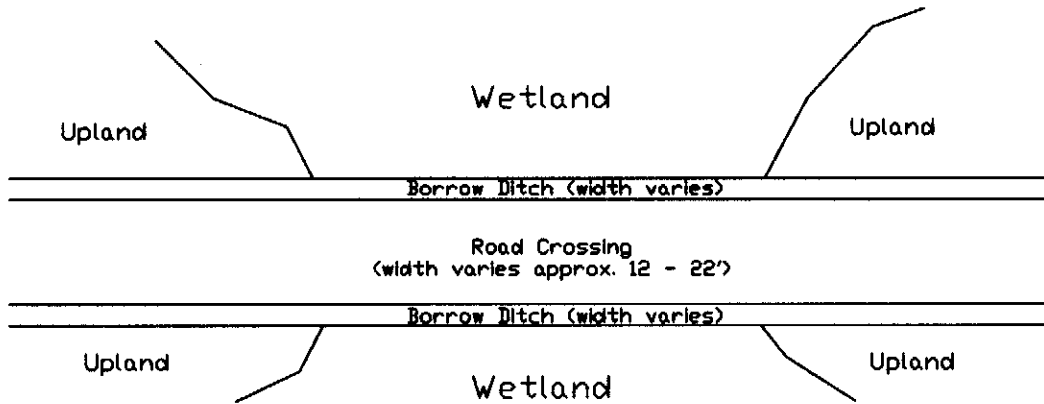 Wetland
Upland
Upland
Borrow Ditch (width varies)
Road Crossing
(width varies approx. 12 - 22')
Borrow Ditch (width varies)
Upland
Upland
Wetland